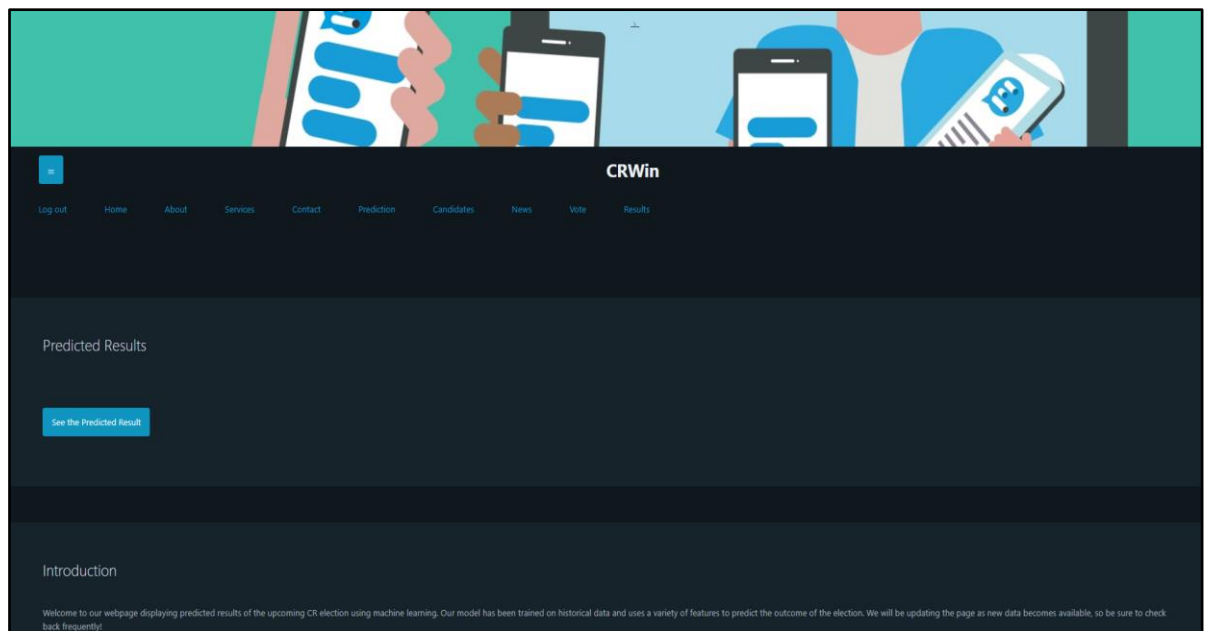 CRWin
Log out Home About Services Contact Prediction Candidates News Vote Results
Predicted Results
See the Predicted Result
Introduction
Welcome to our webpage displaying predicted results of the upcoming CR election using machine learning. Our model has been trained on historical data and uses a variety of features to predict the outcome of the election. We will be updating the page as new data becomes available, so be sure to check
back frequently!